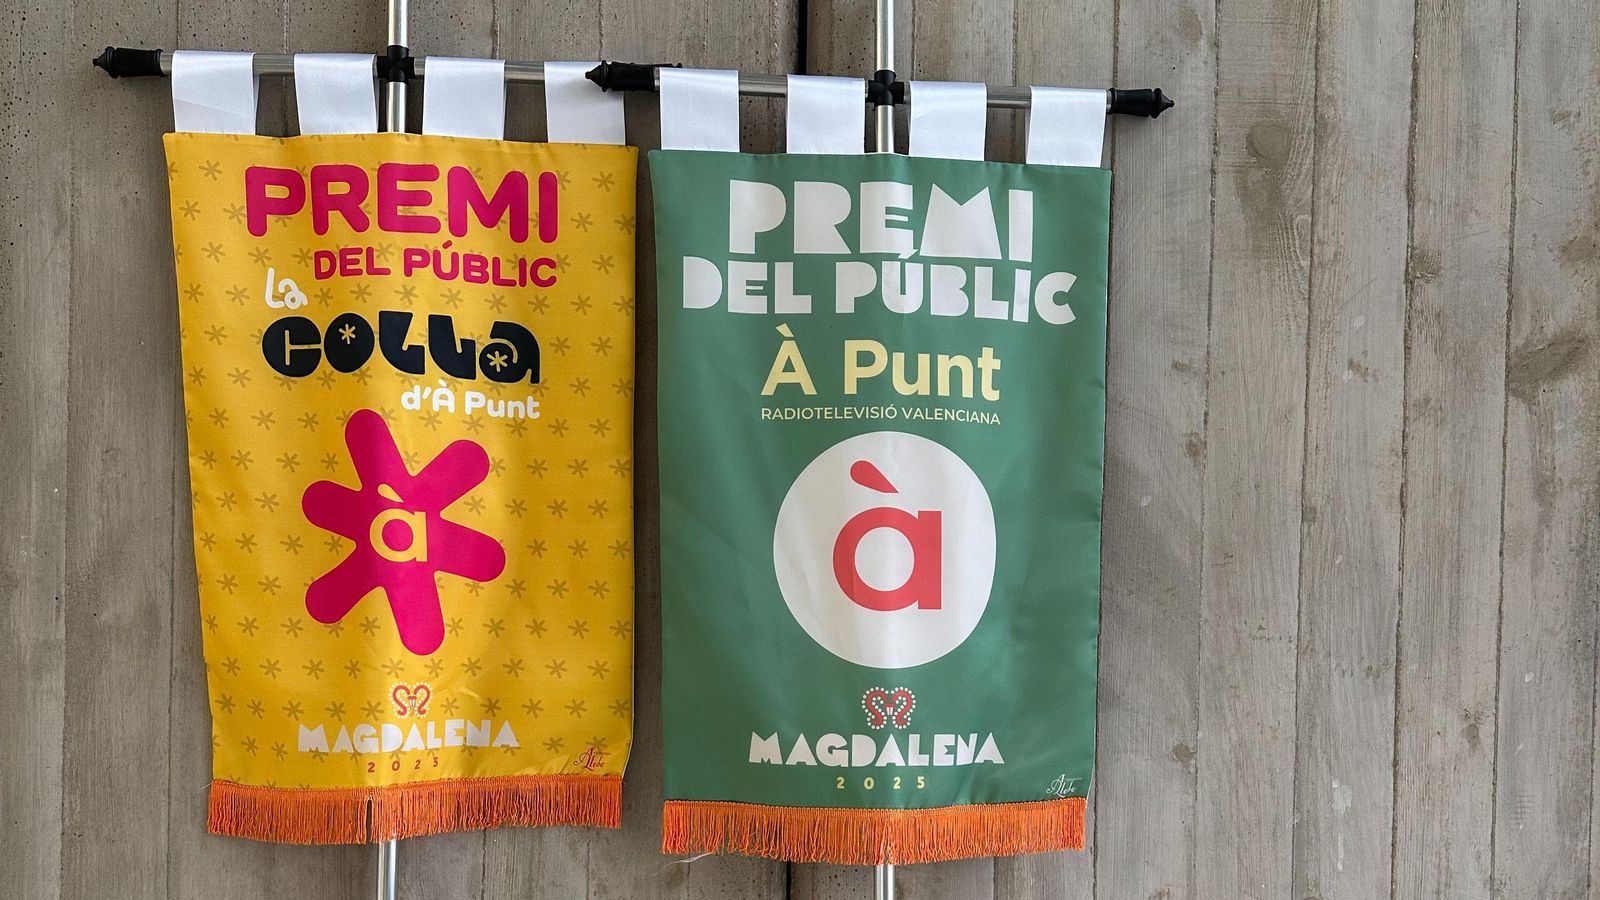 PREMI
DEL PÚBLIC
La
COLLA
d'À Punt
à
MAGDALENA
2025
PREMI
DEL PÚBLIC
À Punt
RADIOTELEVISIÓ VALENCIANA
à
MAGDALENA
2025